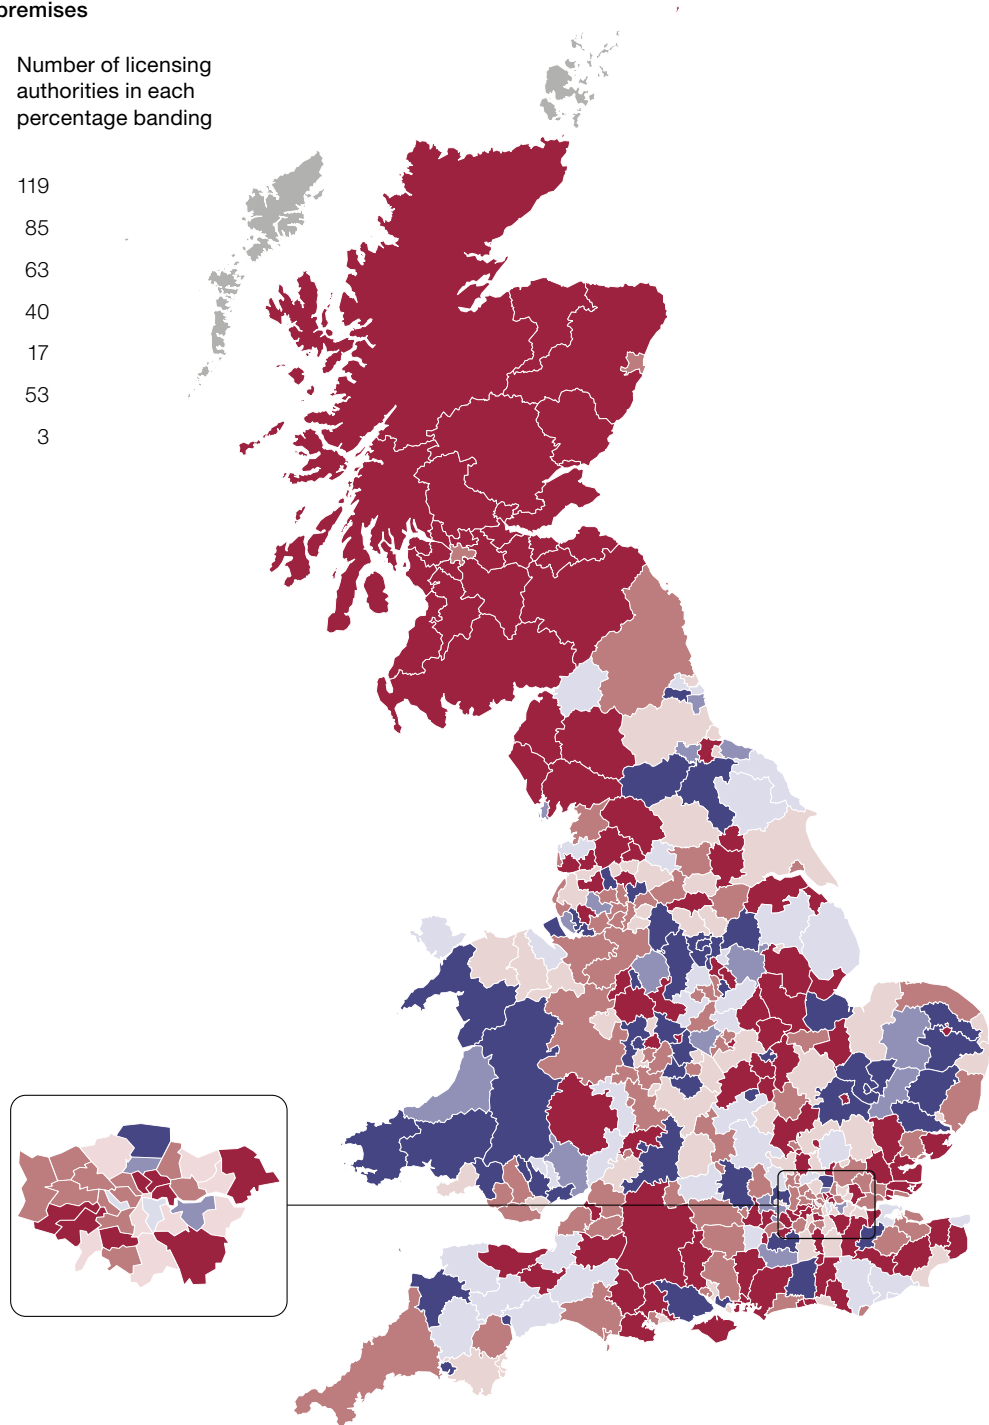 premises
Number of licensing
authorities in each
percentage banding
119
85
63
40
17
53
3